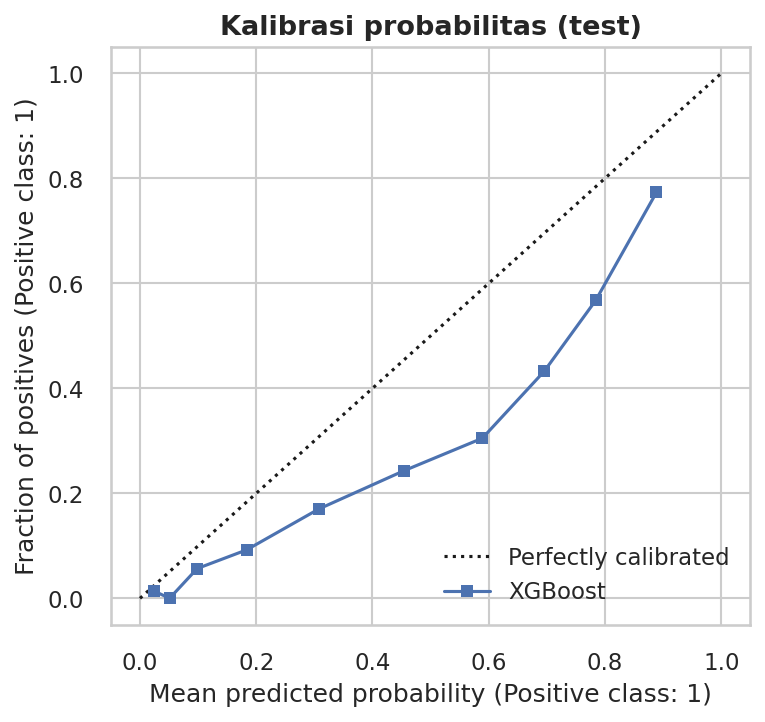 Kalibrasi probabilitas (test)
Fraction of positives (Positive class: 1)
1.0
0.8
0.6
0.4
0.2
0.0
Perfectly calibrated
XGBoost
0.0 0.2 0.4 0.6 0.8 1.0
Mean predicted probability (Positive class: 1)